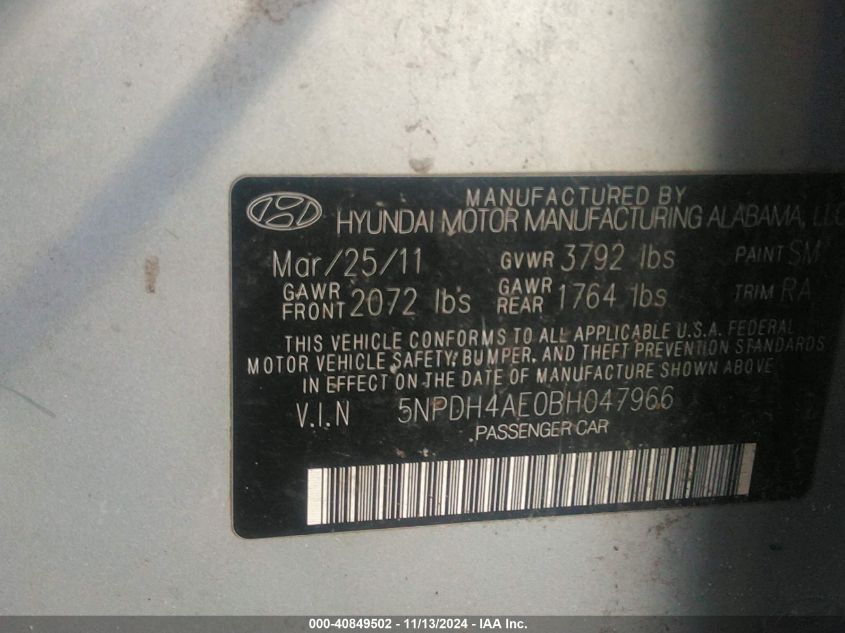 MANUFACTURED BY
HYUNDAI MOTOR MANUFACTURING ALABAMA, LLC
Mar/25/11 GVWR 3792 lbs PAINT SM
GAWR FRONT 2072 lbs GAWR REAR 1764 lbs TRIM RA
THIS VEHICLE CONFORMS TO ALL APPLICABLE U.S.A. FEDERAL
MOTOR VEHICLE SAFETY, BUMPER, AND THEFT PREVENTION STANDARDS
IN EFFECT ON THE DATE OF MANUFACTURE SHOWN ABOVE.
V.I.N 5NPDH4AE0BH047966
PASSENGER CAR
000-40849502 - 11/13/2024 - IAA Inc.